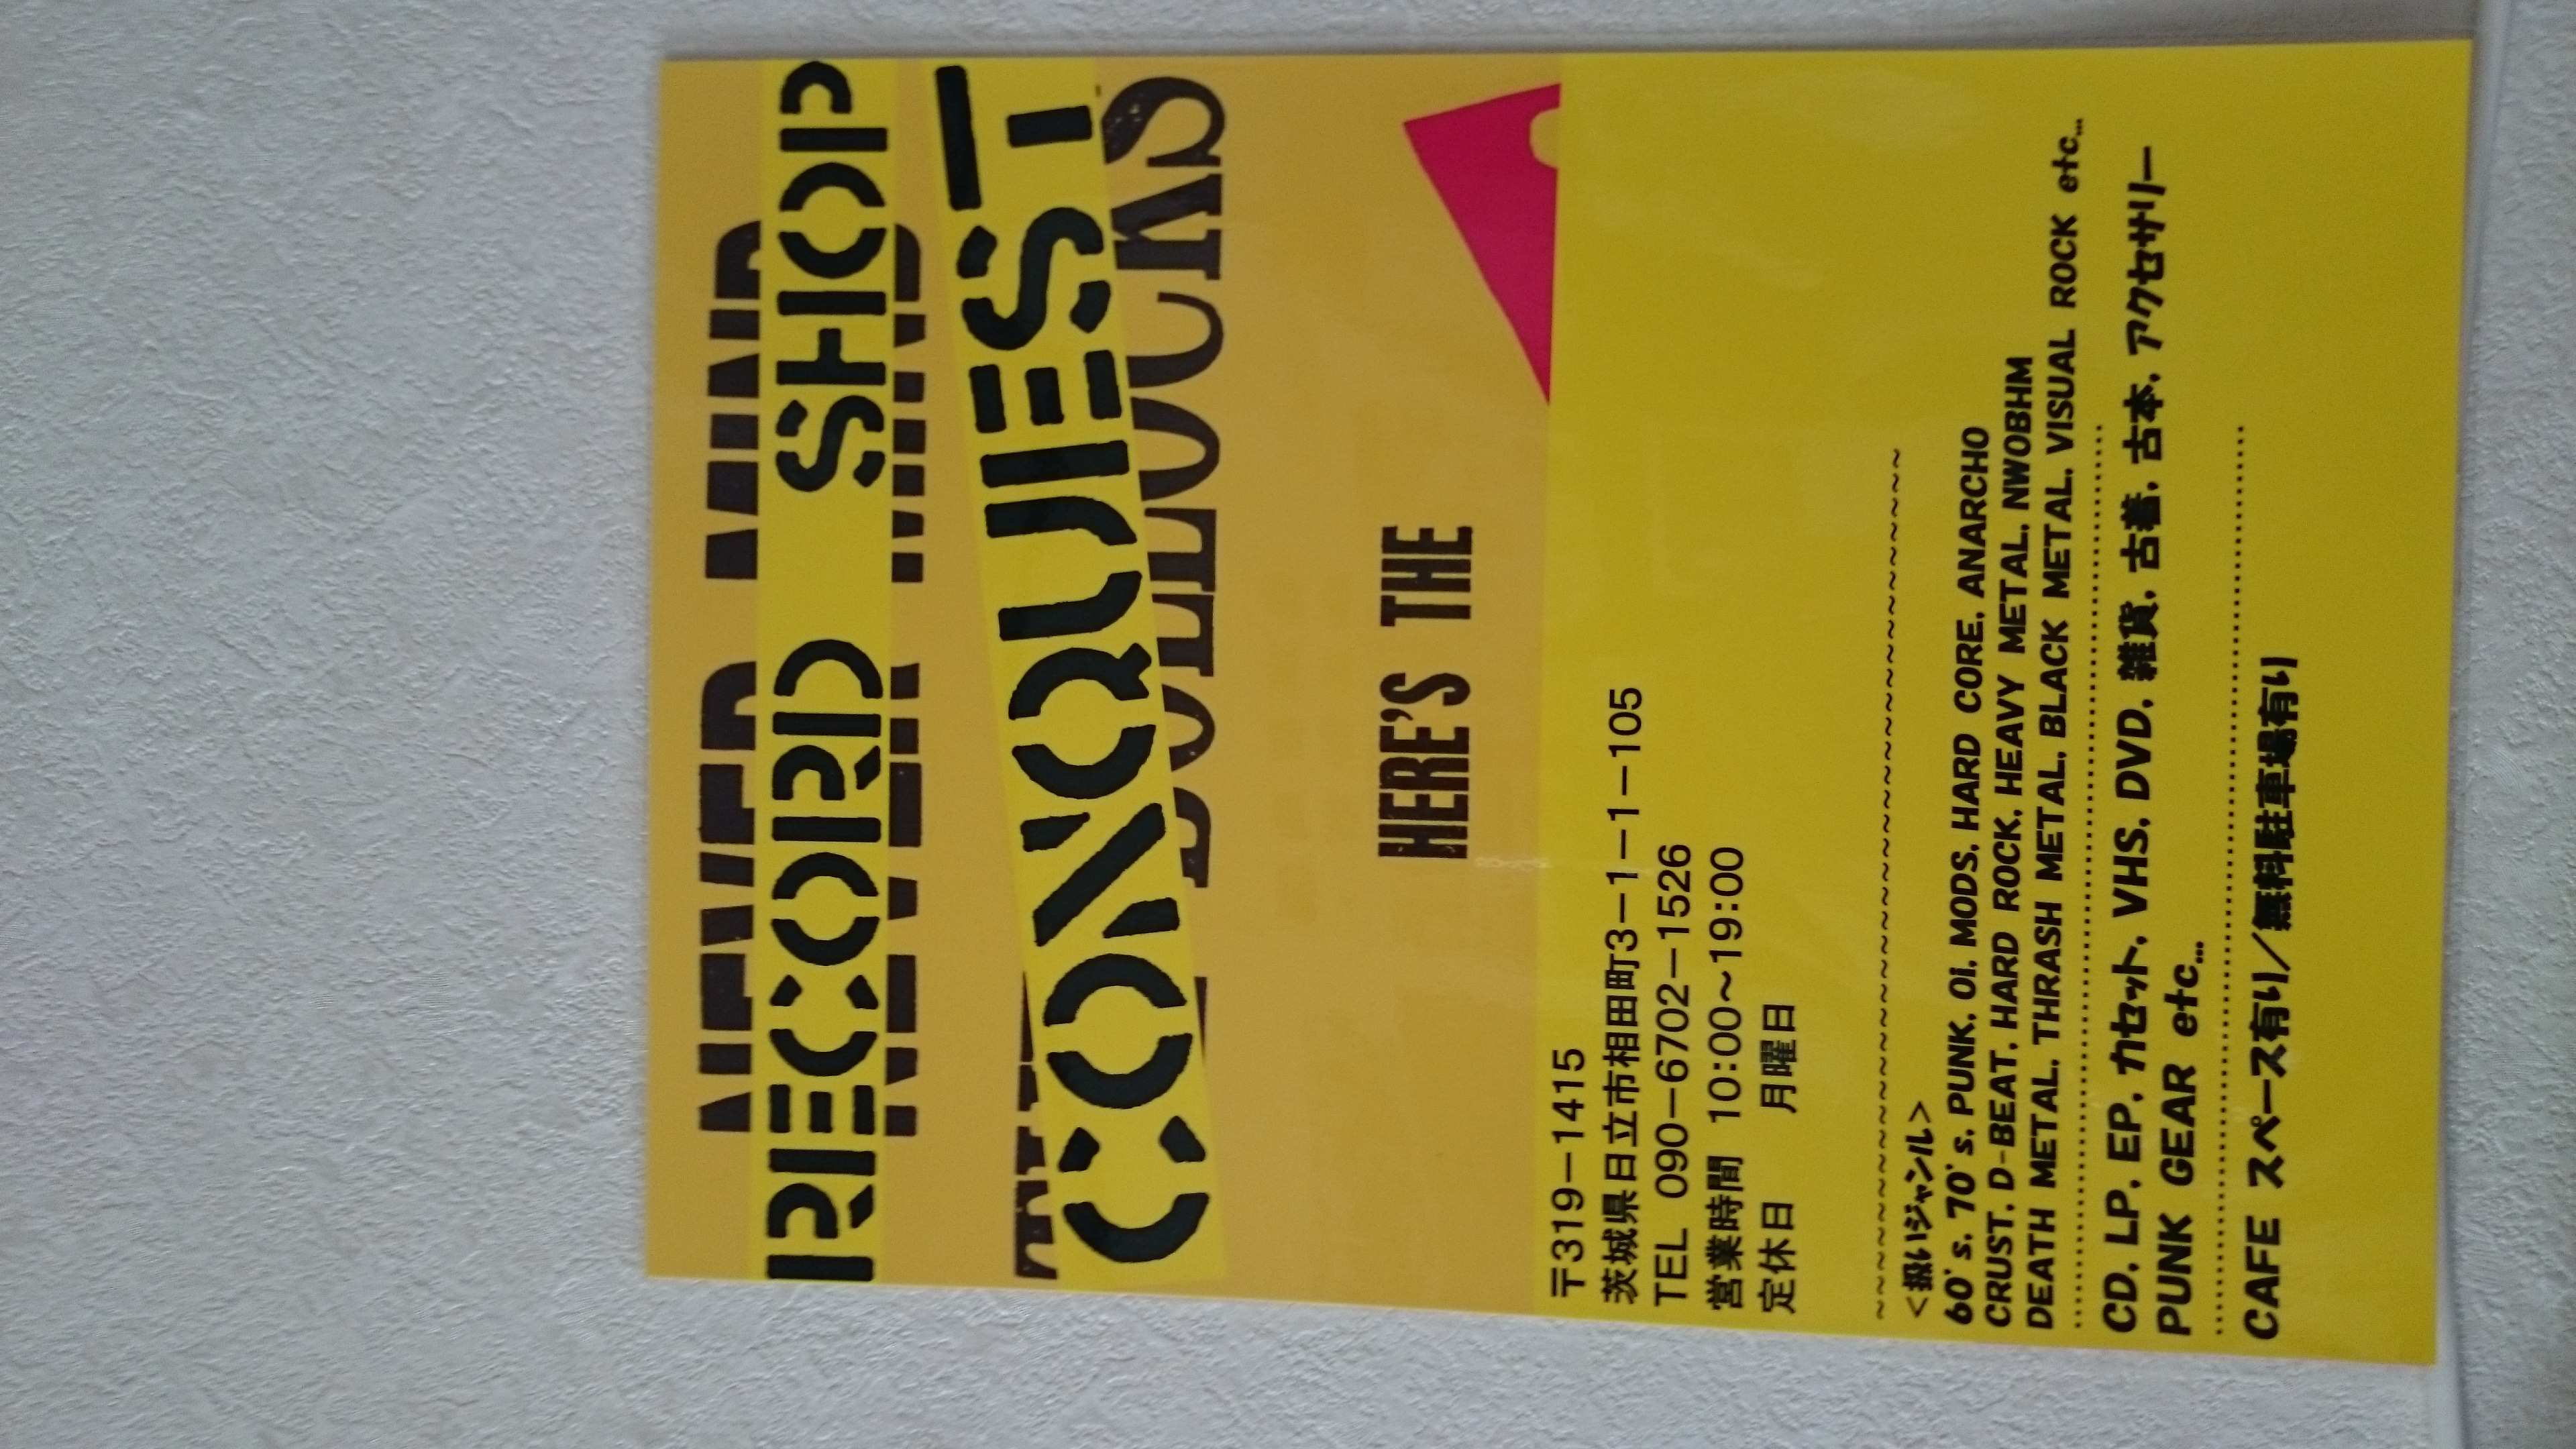 NEVER MIND
RECORD SHOP
CONQUEST
BOLLOCKS
HERE'S THE
〒319-1415
茨城県日立市相田町3-1-1-1-105
TEL 090-6702-1526
営業時間 10:00~19:00
定休日 月曜日
~~~~~~~~~~~~~~~~~~~~~~~~~~~~~~~~~~~~~~~~
<扱いジャンル>
60's. 70's. PUNK. Oi. MODS. HARD CORE. ANARCHO
CRUST. D-BEAT. HARD ROCK. HEAVY METAL. NWOBHM
DEATH METAL. THRASH METAL. BLACK METAL. VISUAL ROCK etc...
CD. LP. EP. カセット. VHS. DVD. 雑貨. 古着. 古本. アクセサリー
PUNK GEAR etc...
CAFE スペース有り/無料駐車場有り